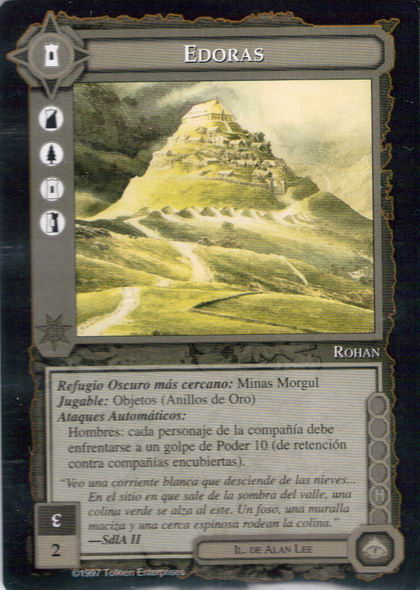 EDORAS
ROHAN
Refugio Oscuro más cercano: Minas Morgul
Jugable: Objetos (Anillos de Oro)
Ataques Automáticos:
Hombres: cada personaje de la compañía debe
enfrentarse a un golpe de Poder 10 (de retención
contra compañías encubiertas).
"Veo una corriente blanca que desciende de las nieves...
En el sitio en que sale de la sombra del valle, una
colina verde se alza al este. Un foso, una muralla
maciza y una cerca espinosa rodean la colina."
—SdlA II
2
IL. DE ALAN LEE
©1997 Tolkien Enterprises